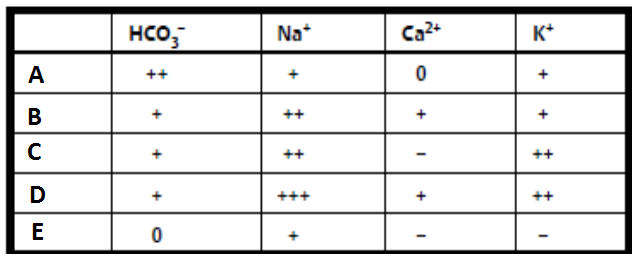 HCO₃⁻ Na⁺ Ca²⁺ K⁺
A ++ + 0 +
B + ++ + +
C + ++ – ++
D + +++ + ++
E 0 + – –